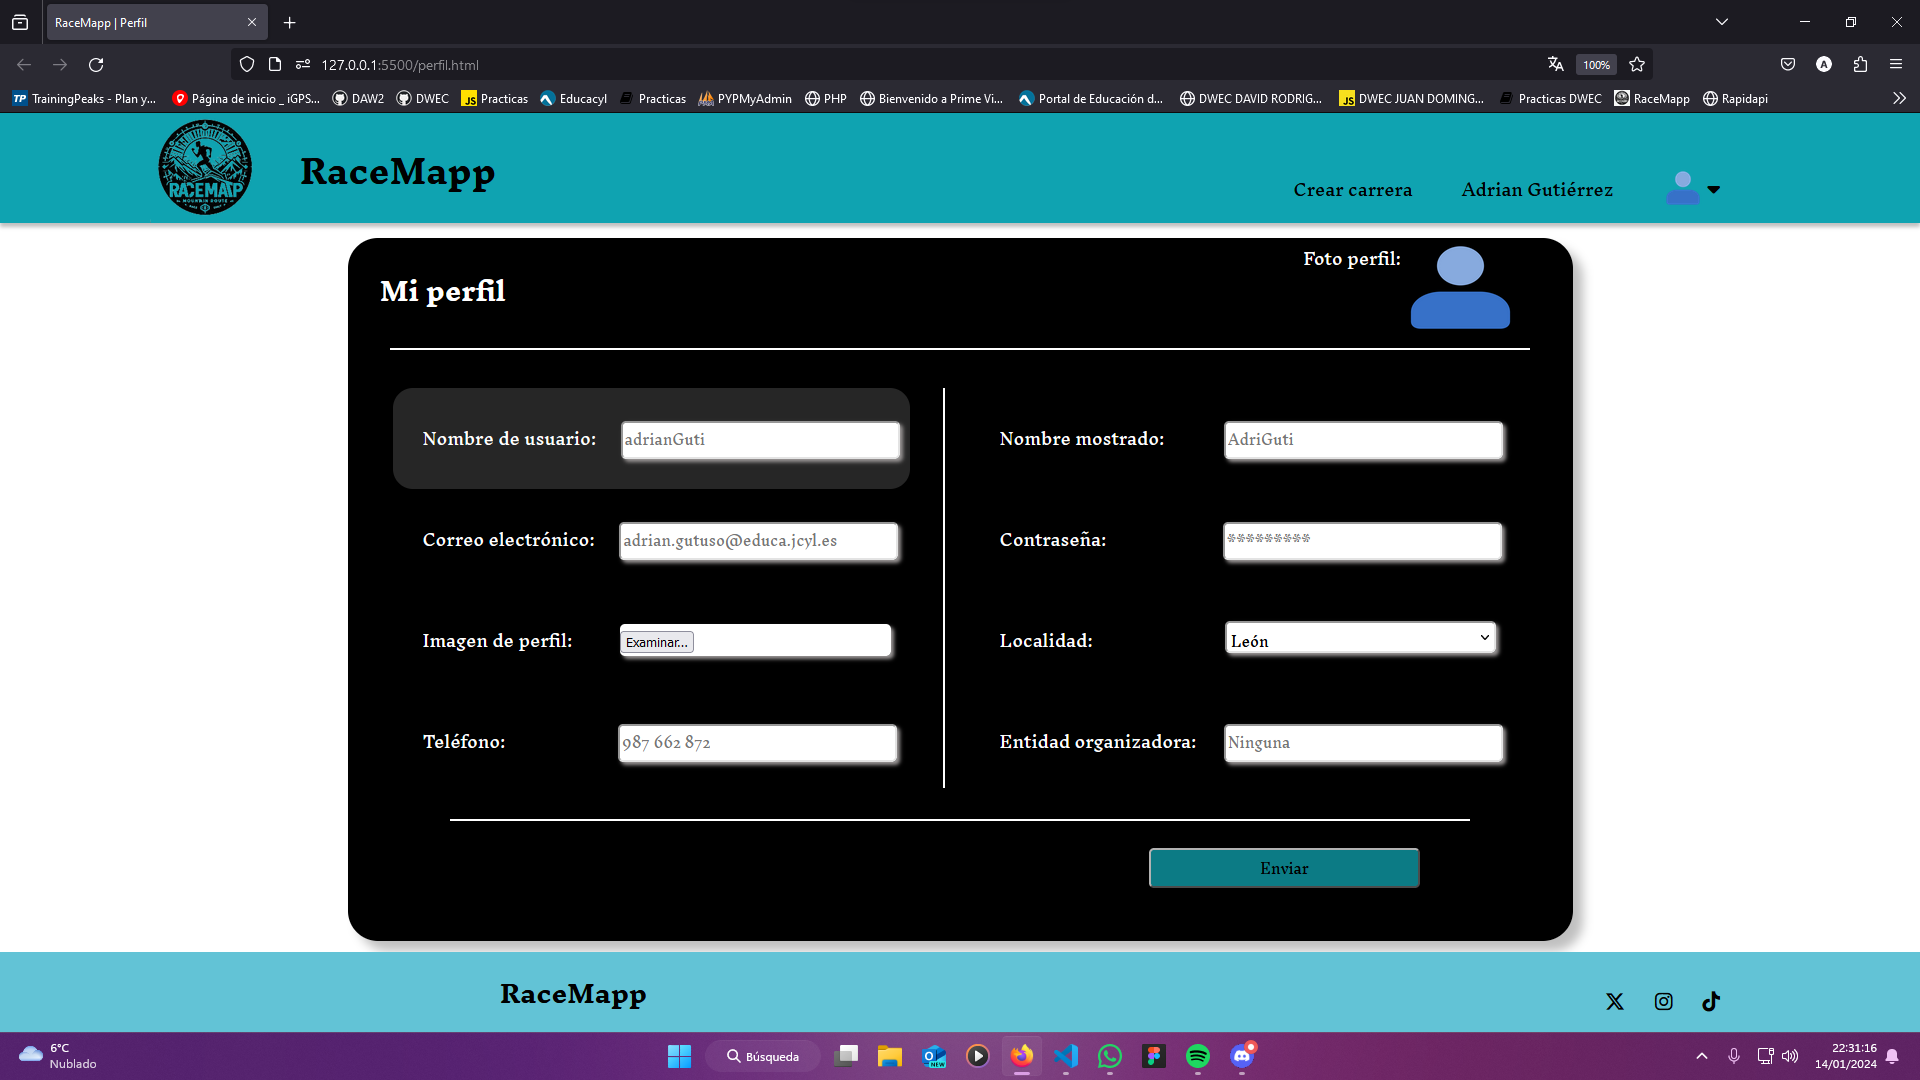 RaceMapp | Perfil
127.0.0.1:5500/perfil.html
100%
TrainingPeaks - Plan y...
Página de inicio _ iGPS...
DAW2
DWEC
Practicas
Educacyl
Practicas
PYPMyAdmin
PHP
Bienvenido a Prime Vi...
Portal de Educación d...
DWEC DAVID RODRIG...
DWEC JUAN DOMING...
Practicas DWEC
RaceMapp
Rapidapi
RACEMAPP
MOUNTAIN ROUTE
RaceMapp
Crear carrera
Adrian Gutiérrez
Mi perfil
Foto perfil:
Nombre de usuario:
adrianGuti
Nombre mostrado:
AdriGuti
Correo electrónico:
adrian.gutuso@educa.jcyl.es
Contraseña:
*********
Imagen de perfil:
Examinar...
Localidad:
León
Teléfono:
987 662 872
Entidad organizadora:
Ninguna
Enviar
RaceMapp
6°C
Nublado
Búsqueda
22:31:16
14/01/2024